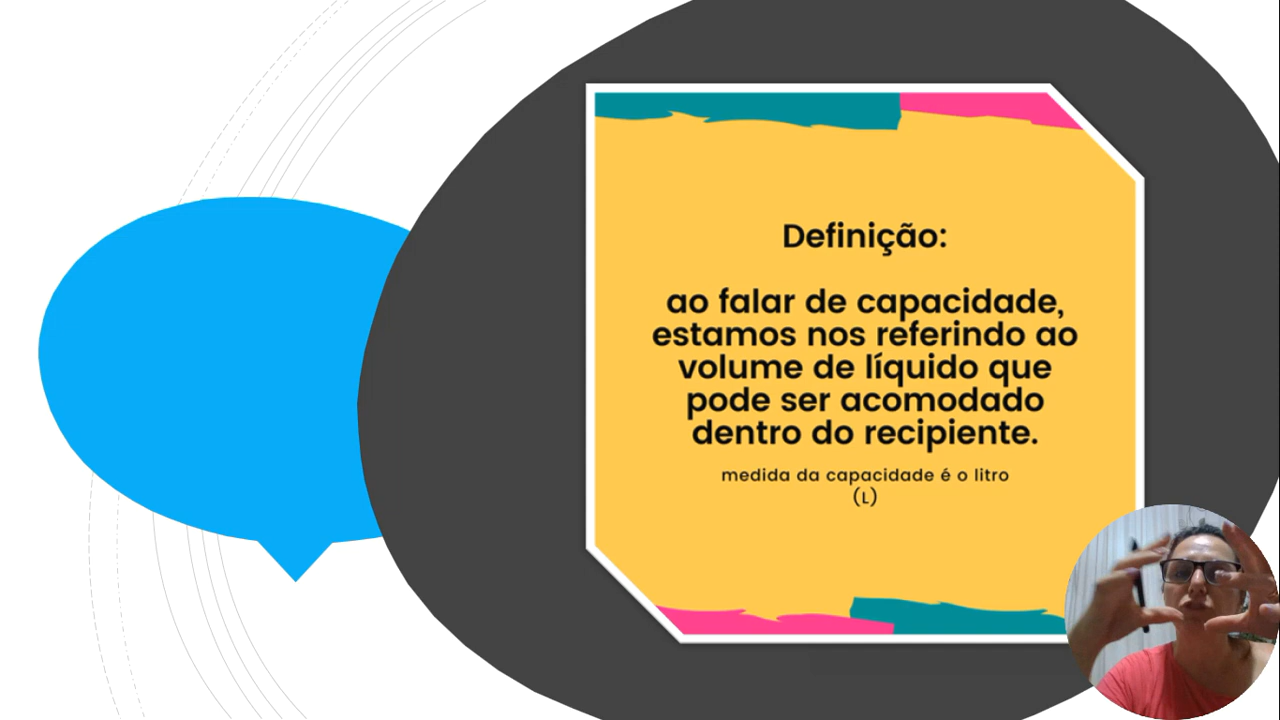 Definição:
ao falar de capacidade,
estamos nos referindo ao
volume de líquido que
pode ser acomodado
dentro do recipiente.
medida da capacidade é o litro
(L)